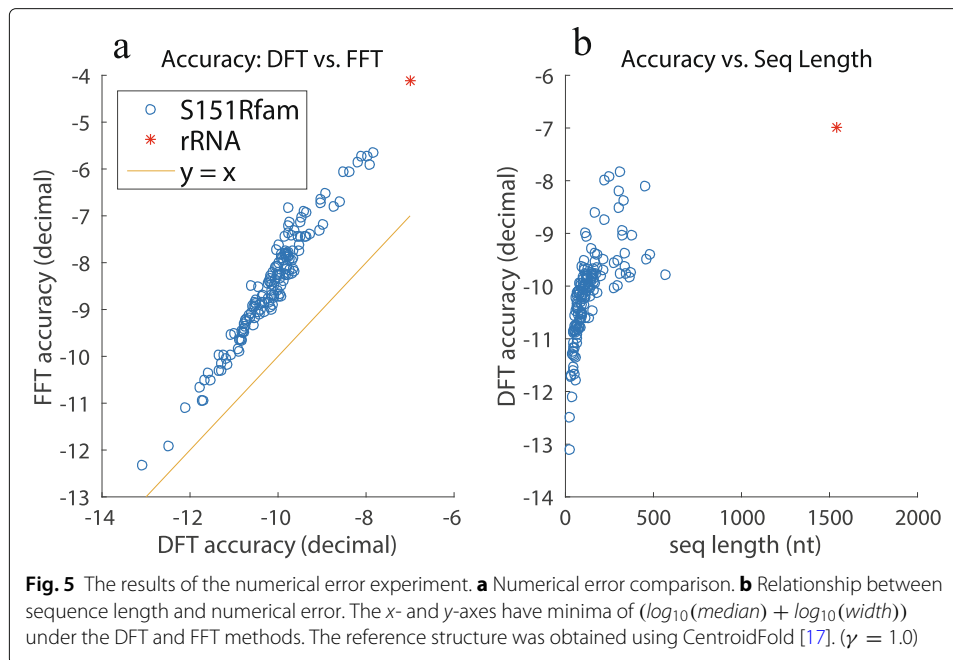 a
Accuracy: DFT vs. FFT
-4
-5
-6
-7
-8
-9
-10
-11
-12
-13
FFT accuracy (decimal)
S151Rfam
rRNA
y = x
-14
-12
-10
-8
-6
DFT accuracy (decimal)
b
Accuracy vs. Seq Length
-6
-7
-8
-9
-10
-11
-12
-13
-14
DFT accuracy (decimal)
0
500
1000
1500
2000
seq length (nt)
Fig. 5 The results of the numerical error experiment. a Numerical error comparison. b Relationship between
sequence length and numerical error. The x- and y-axes have minima of (log10(median) + log10(width))
under the DFT and FFT methods. The reference structure was obtained using CentroidFold [17]. (γ = 1.0)